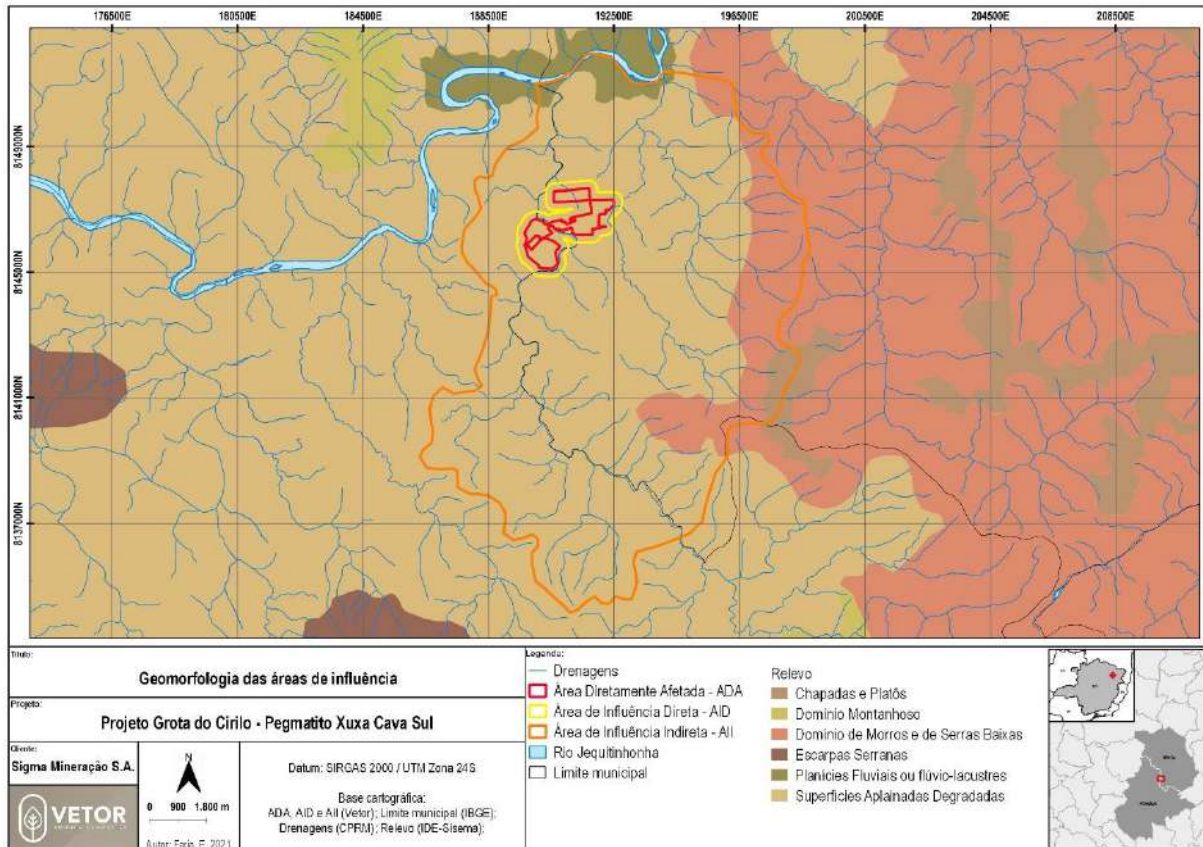 176500E 180500E 184500E 188500E 192500E 196500E 200500E 204500E 208500E
8149000N
8145000N
8141000N
8137000N
Título:
Geomorfologia das áreas de influência
Projeto:
Projeto Grota do Cirilo - Pegmatito Xuxa Cava Sul
Cliente:
Sigma Mineração S.A.
VETOR
N
0 900 1.800 m
Autor: Faria, F. 2021
Datum: SIRGAS 2000 / UTM Zona 24S
Base cartográfica:
ADA, AID e AII (Vetor); Limite municipal (IBGE);
Drenagens (CPRM); Relevo (IDE-Sisema);
Legenda:
Drenagens
Área Diretamente Afetada - ADA
Área de Influência Direta - AID
Área de Influência Indireta - AII
Rio Jequitinhonha
Limite municipal
Relevo
Chapadas e Platôs
Domínio Montanhoso
Domínio de Morros e de Serras Baixas
Escarpas Serranas
Planícies Fluviais ou flúvio-lacustres
Superfícies Aplainadas Degradadas